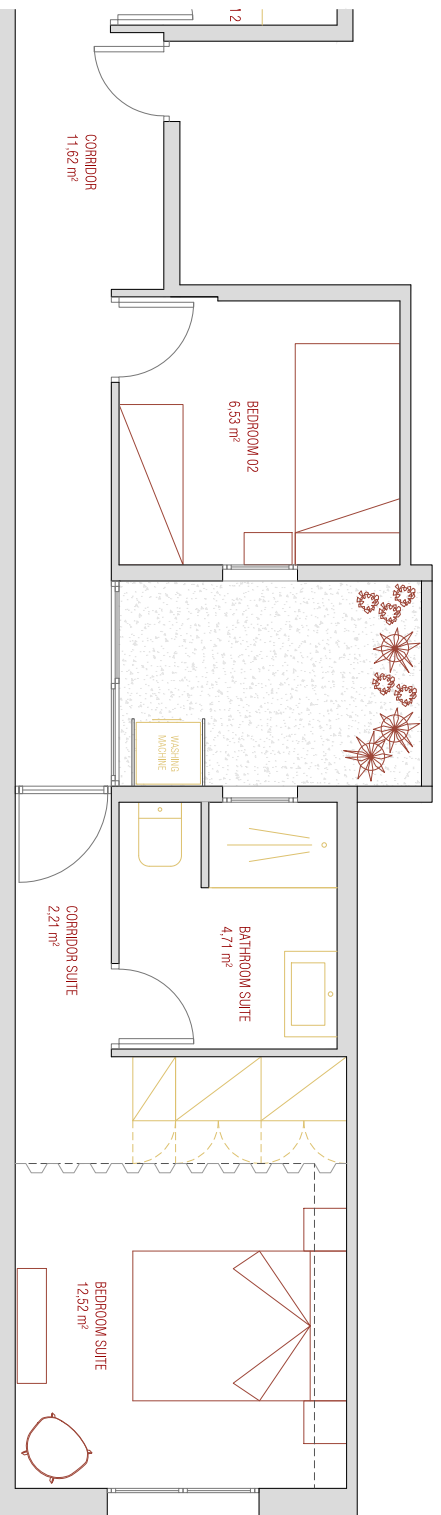 12
CORRIDOR
11,62 m²
BEDROOM 02
6,53 m²
WASHING
MACHINE
BATHROOM SUITE
4,71 m²
CORRIDOR SUITE
2,21 m²
BEDROOM SUITE
12,52 m²